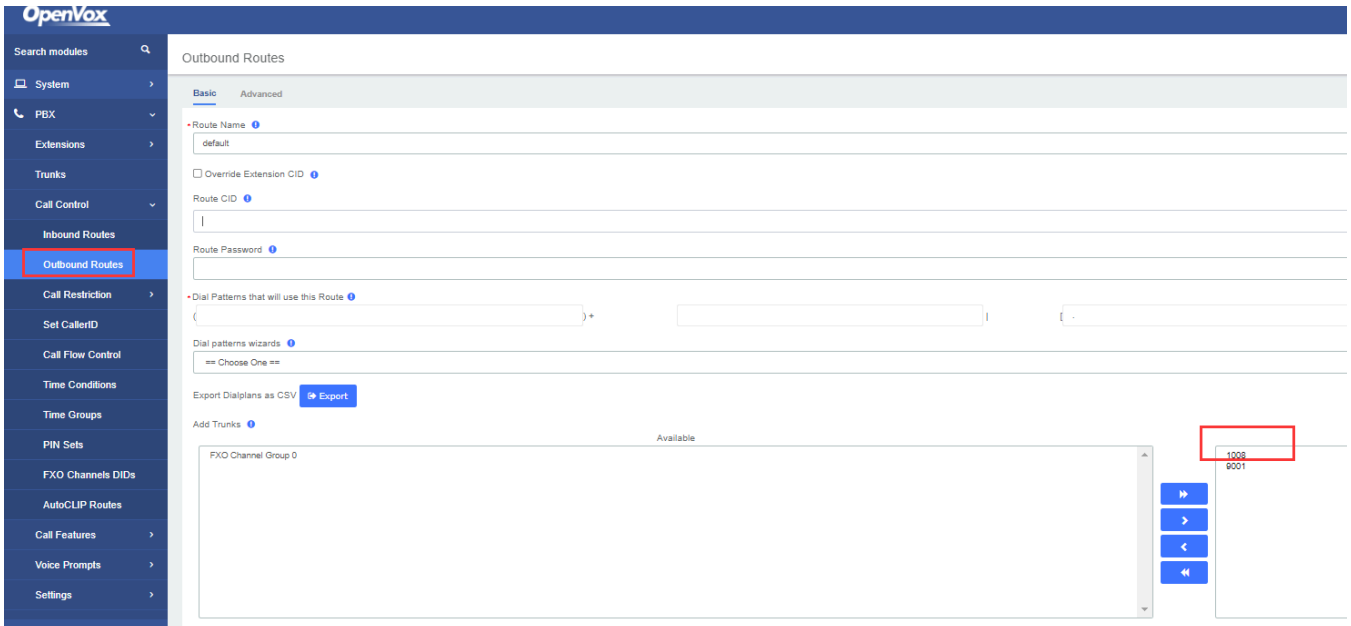 OpenVox
Search modules
Outbound Routes
System
Basic Advanced
PBX
Route Name
default
Extensions
Override Extension CID
Trunks
Route CID
Call Control
Inbound Routes
Route Password
Outbound Routes
Call Restriction
Dial Patterns that will use this Route
( ) + | [ .
Set CallerID
Dial patterns wizards
Call Flow Control
== Choose One ==
Time Conditions
Export Dialplans as CSV Export
Time Groups
Add Trunks
Available
PIN Sets
FXO Channel Group 0
1008
9001
FXO Channels DIDs
AutoCLIP Routes
Call Features
Voice Prompts
Settings